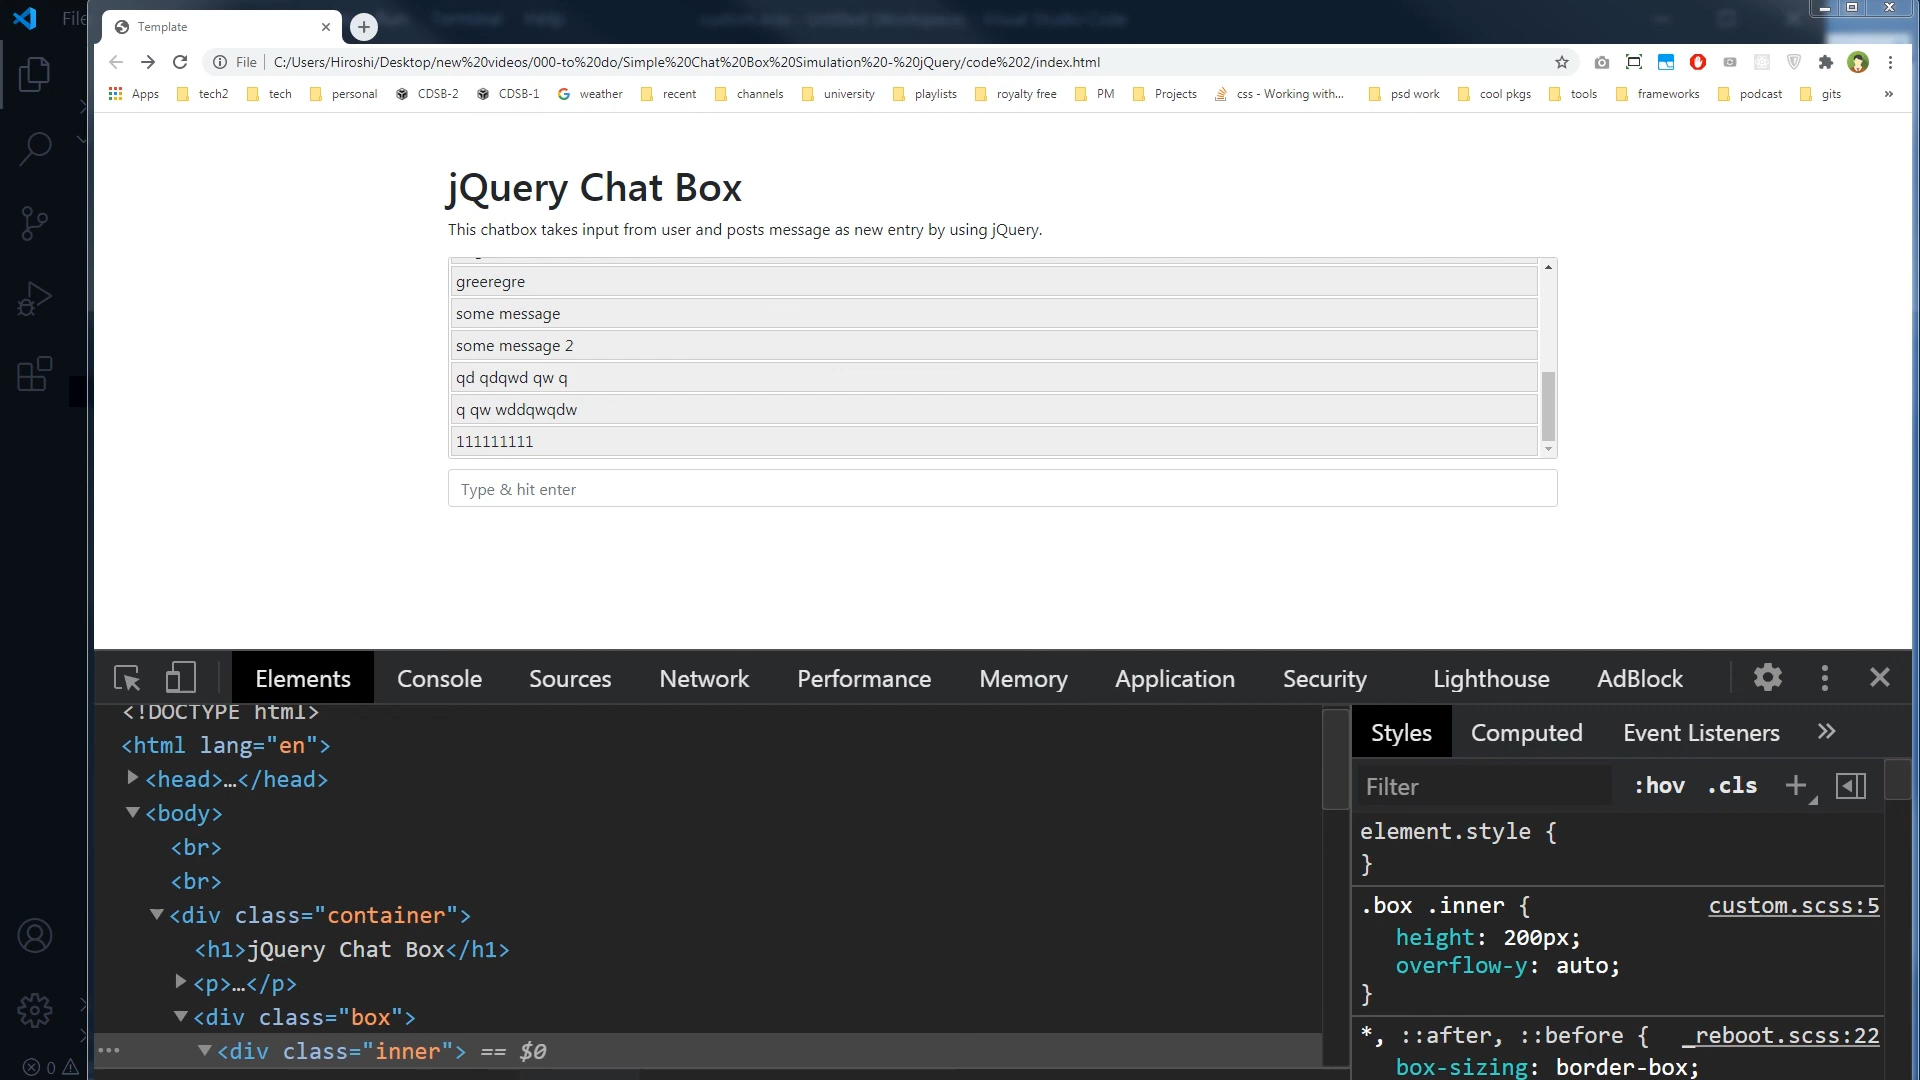 File
Template
File C:/Users/Hiroshi/Desktop/new%20videos/000-to%20do/Simple%20Chat%20Box%20Simulation%20-%20jQuery/code%202/index.html
Apps tech2 tech personal CDSB-2 CDSB-1 weather recent channels university playlists royalty free PM Projects css - Working with... psd work cool pkgs tools frameworks podcast gits »
jQuery Chat Box
This chatbox takes input from user and posts message as new entry by using jQuery.
greeregre
some message
some message 2
qd qdqwd qw q
q qw wddqwqdw
111111111
Type & hit enter
Elements Console Sources Network Performance Memory Application Security Lighthouse AdBlock
<!DOCTYPE html>
<html lang="en">
<head>…</head>
<body>
<br>
<br>
<div class="container">
<h1>jQuery Chat Box</h1>
<p>…</p>
<div class="box">
<div class="inner"> == $0
Styles Computed Event Listeners »
Filter :hov .cls +
element.style {
}
.box .inner { custom.scss:5
height: 200px;
overflow-y: auto;
}
*, ::after, ::before { _reboot.scss:22
box-sizing: border-box;
0